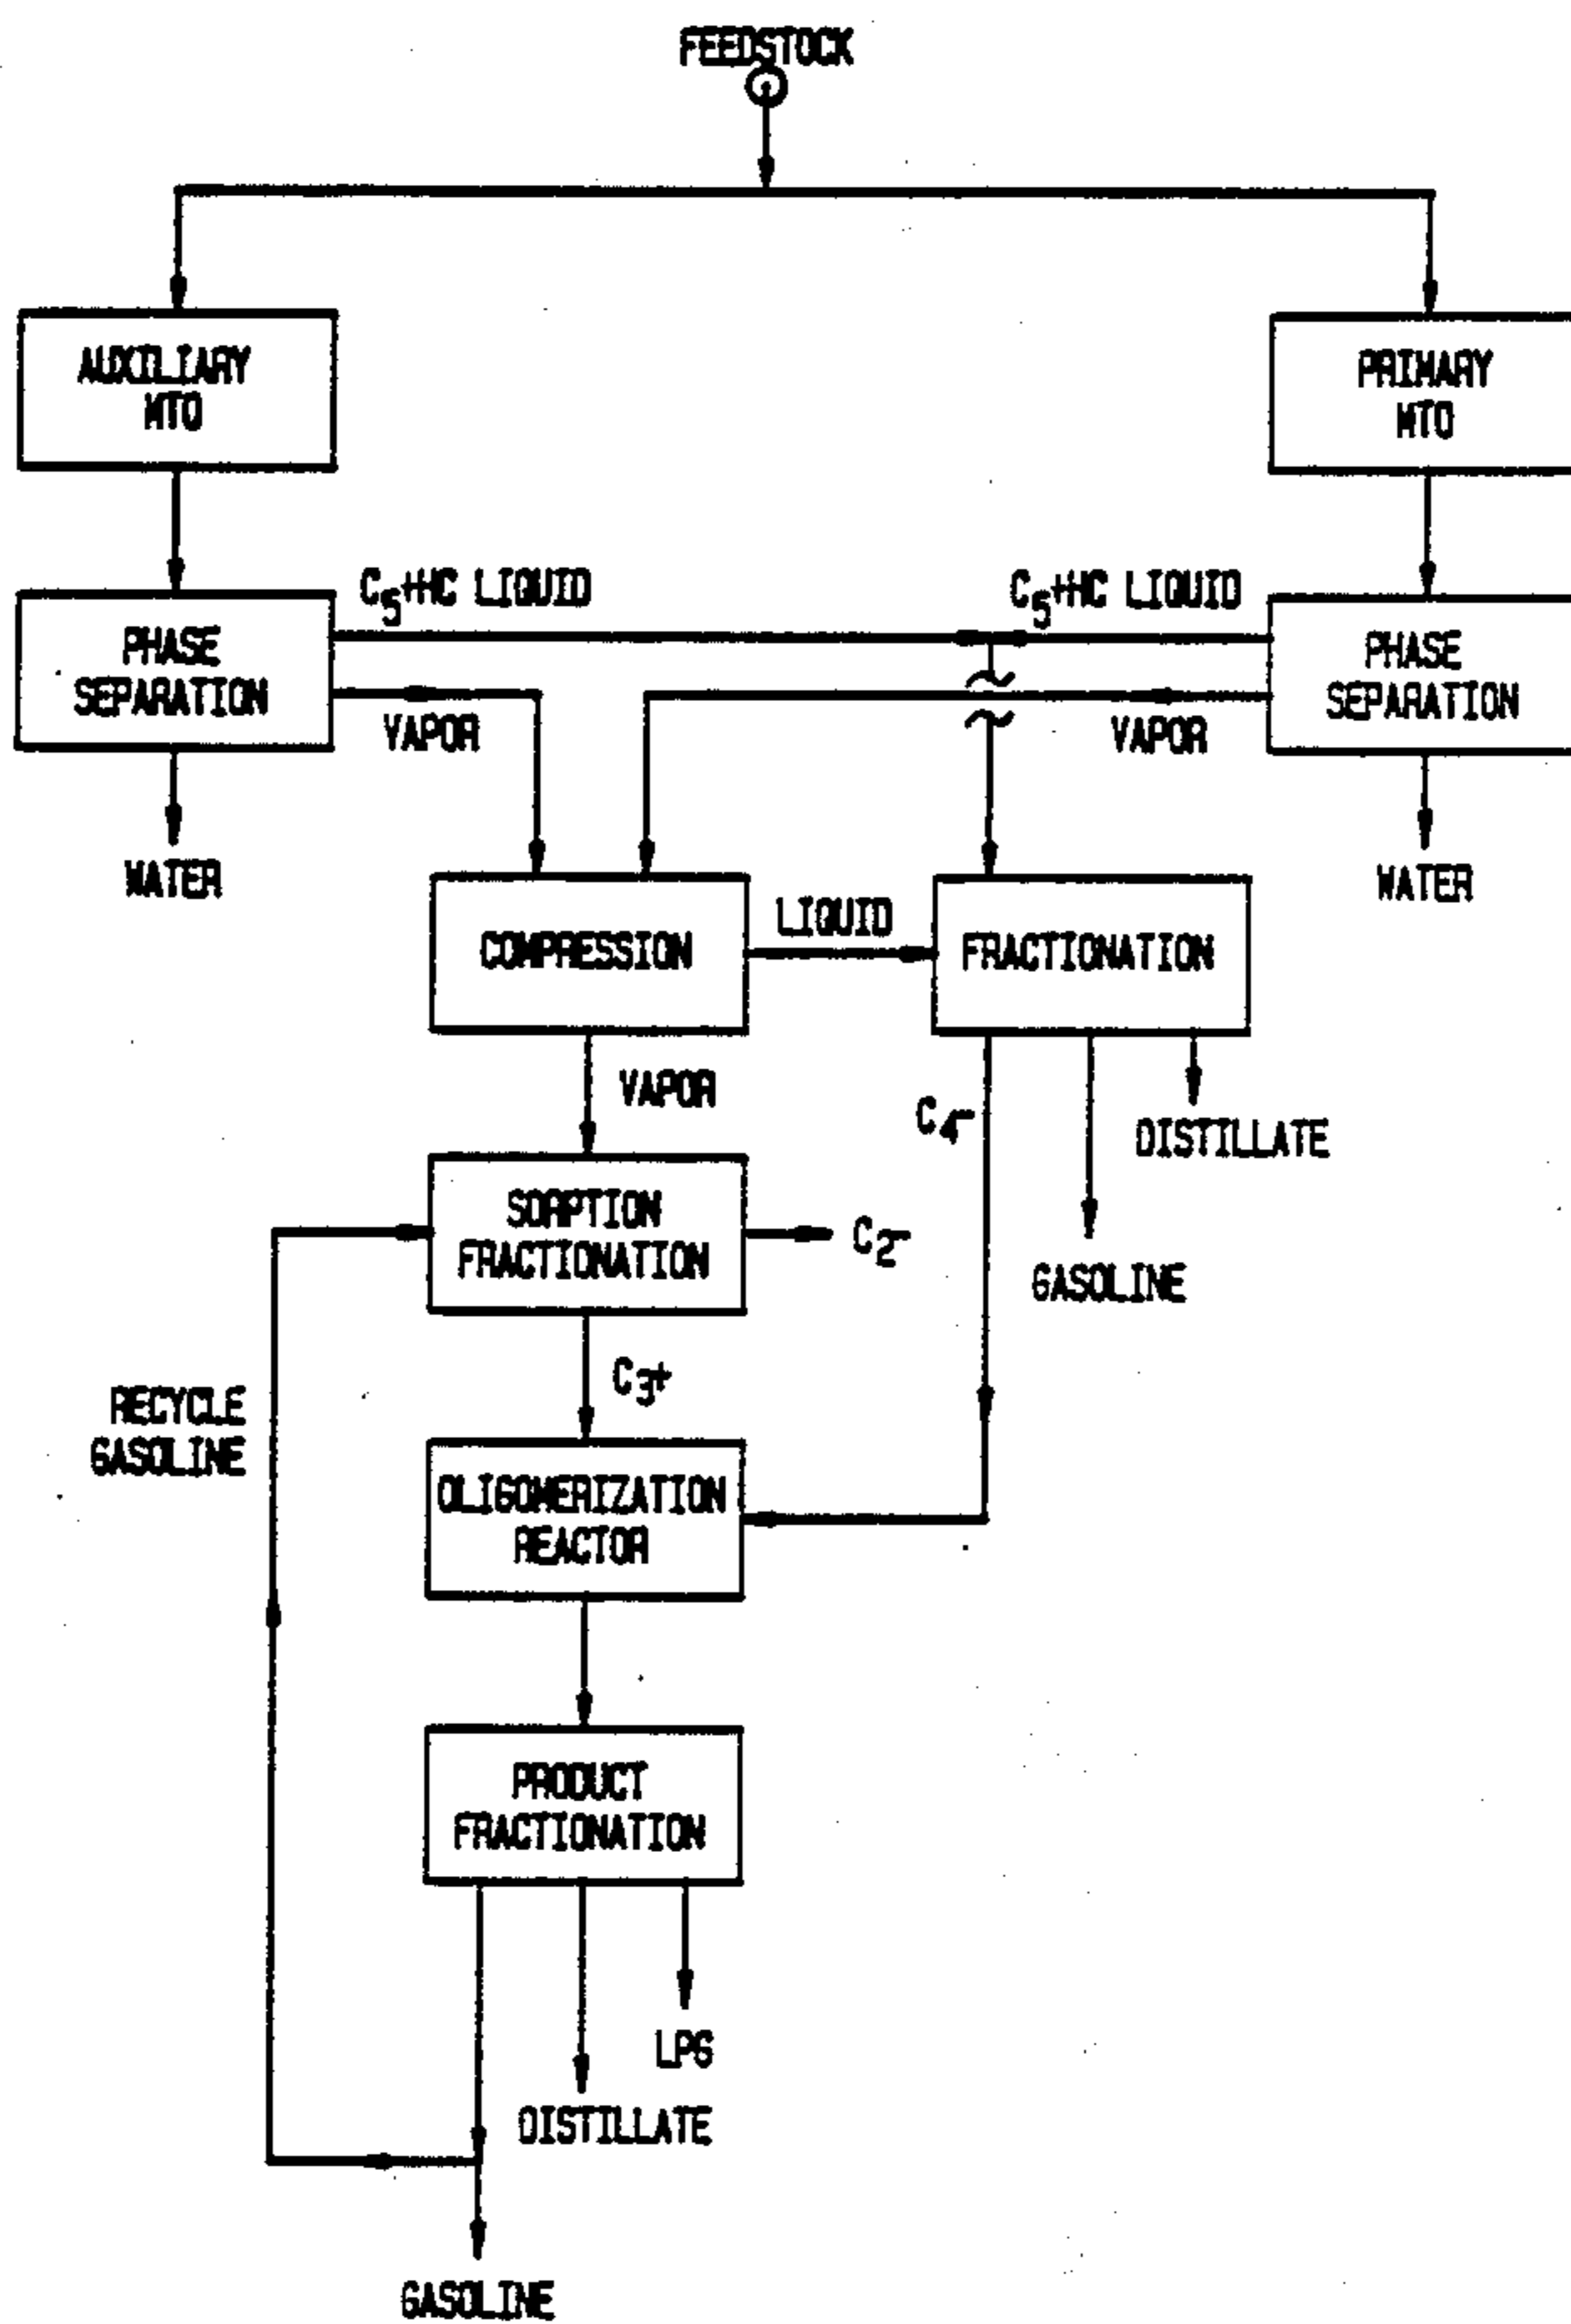 FEEDSTOCK
AUXILIARY
MTO
PRIMARY
MTO
C5+HC LIQUID
C5+HC LIQUID
PHASE
SEPARATION
VAPOR
VAPOR
PHASE
SEPARATION
WATER
WATER
COMPRESSION
LIQUID
FRACTIONATION
VAPOR
C4-
DISTILLATE
SORPTION
FRACTIONATION
C2-
GASOLINE
C3+
RECYCLE
GASOLINE
OLIGOMERIZATION
REACTOR
PRODUCT
FRACTIONATION
LPG
DISTILLATE
GASOLINE